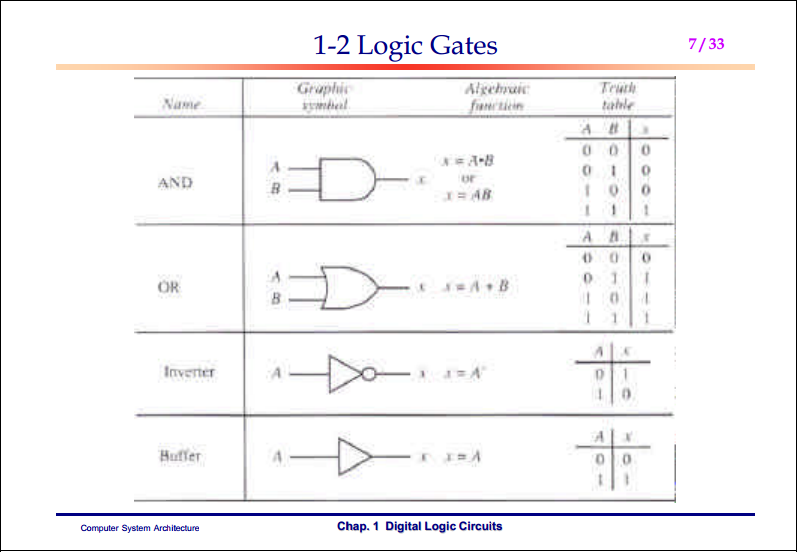 1-2 Logic Gates
7 / 33
Name Graphic symbol Algebraic function Truth table
AND
A
B
x
x = A•B
or
x = AB
A B x
0 0 0
0 1 0
1 0 0
1 1 1
OR
A
B
x
x = A + B
A B x
0 0 0
0 1 1
1 0 1
1 1 1
Inverter
A
x
x = A'
A x
0 1
1 0
Buffer
A
x
x = A
A x
0 0
1 1
Computer System Architecture
Chap. 1 Digital Logic Circuits